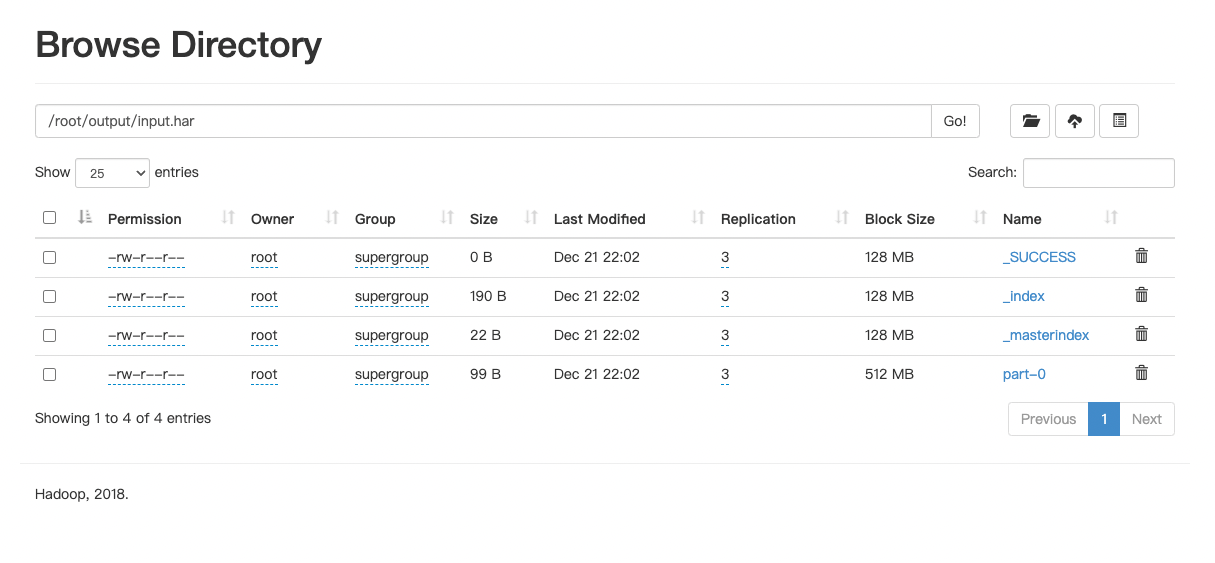 Browse Directory
/root/output/input.har Go!
Show 25 entries Search:
Permission Owner Group Size Last Modified Replication Block Size Name
-rw-r--r-- root supergroup 0 B Dec 21 22:02 3 128 MB _SUCCESS
-rw-r--r-- root supergroup 190 B Dec 21 22:02 3 128 MB _index
-rw-r--r-- root supergroup 22 B Dec 21 22:02 3 128 MB _masterindex
-rw-r--r-- root supergroup 99 B Dec 21 22:02 3 512 MB part-0
Showing 1 to 4 of 4 entries Previous 1 Next
Hadoop, 2018.